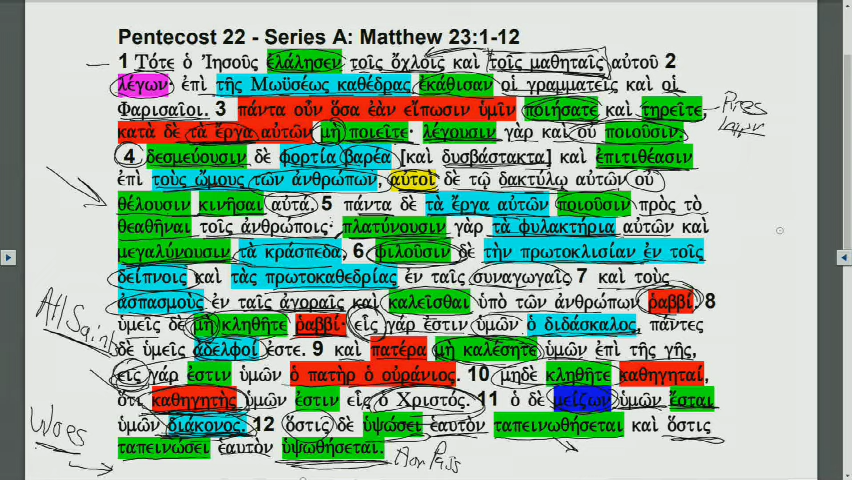 Pentecost 22 - Series A: Matthew 23:1-12
1 Τότε ὁ Ἰησοῦς ἐλάλησεν τοῖς ὄχλοις καὶ τοῖς μαθηταῖς αὐτοῦ 2
λέγων· ἐπὶ τῆς Μωϋσέως καθέδρας ἐκάθισαν οἱ γραμματεῖς καὶ οἱ
Φαρισαῖοι. 3 πάντα οὖν ὅσα ἐὰν εἴπωσιν ὑμῖν ποιήσατε καὶ τηρεῖτε, Pres
κατὰ δὲ τὰ ἔργα αὐτῶν μὴ ποιεῖτε· λέγουσιν γὰρ καὶ οὐ ποιοῦσιν.
4 δεσμεύουσιν δὲ φορτία βαρέα [καὶ δυσβάστακτα] καὶ ἐπιτιθέασιν
ἐπὶ τοὺς ὤμους τῶν ἀνθρώπων, αὐτοὶ δὲ τῷ δακτύλῳ αὐτῶν οὐ
θέλουσιν κινῆσαι αὐτά. 5 πάντα δὲ τὰ ἔργα αὐτῶν ποιοῦσιν πρὸς τὸ
θεαθῆναι τοῖς ἀνθρώποις· πλατύνουσιν γὰρ τὰ φυλακτήρια αὐτῶν καὶ
μεγαλύνουσιν τὰ κράσπεδα, 6 φιλοῦσιν δὲ τὴν πρωτοκλισίαν ἐν τοῖς
δείπνοις καὶ τὰς πρωτοκαθεδρίας ἐν ταῖς συναγωγαῖς 7 καὶ τοὺς
ἀσπασμοὺς ἐν ταῖς ἀγοραῖς καὶ καλεῖσθαι ὑπὸ τῶν ἀνθρώπων ῥαββί. 8
All Saints
ὑμεῖς δὲ μὴ κληθῆτε ῥαββί· εἷς γάρ ἐστιν ὑμῶν ὁ διδάσκαλος, πάντες
δὲ ὑμεῖς ἀδελφοί ἐστε. 9 καὶ πατέρα μὴ καλέσητε ὑμῶν ἐπὶ τῆς γῆς,
εἷς γάρ ἐστιν ὑμῶν ὁ πατὴρ ὁ οὐράνιος. 10 μηδὲ κληθῆτε καθηγηταί,
ὅτι καθηγητὴς ὑμῶν ἐστιν εἷς ὁ Χριστός. 11 ὁ δὲ μείζων ὑμῶν ἔσται
Woes
ὑμῶν διάκονος. 12 ὅστις δὲ ὑψώσει ἑαυτὸν ταπεινωθήσεται καὶ ὅστις
ταπεινώσει ἑαυτὸν ὑψωθήσεται. Aor Pass